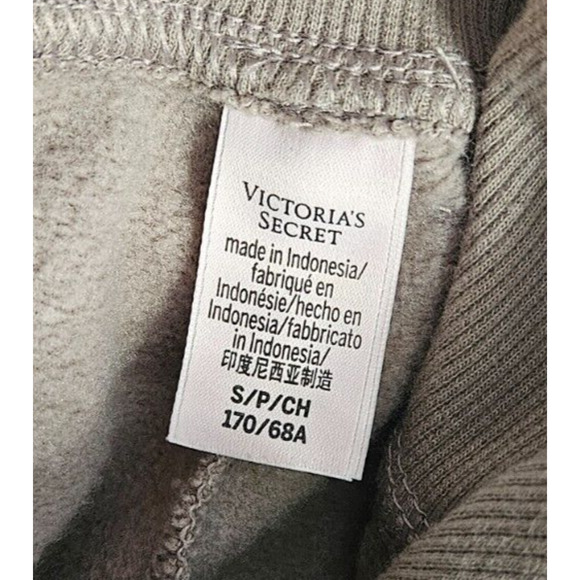 VICTORIA'S
SECRET
made in Indonesia/
fabriqué en
Indonésie/hecho en
Indonesia/fabbricato
in Indonesia/
印度尼西亚制造
S/P/CH
170/68A